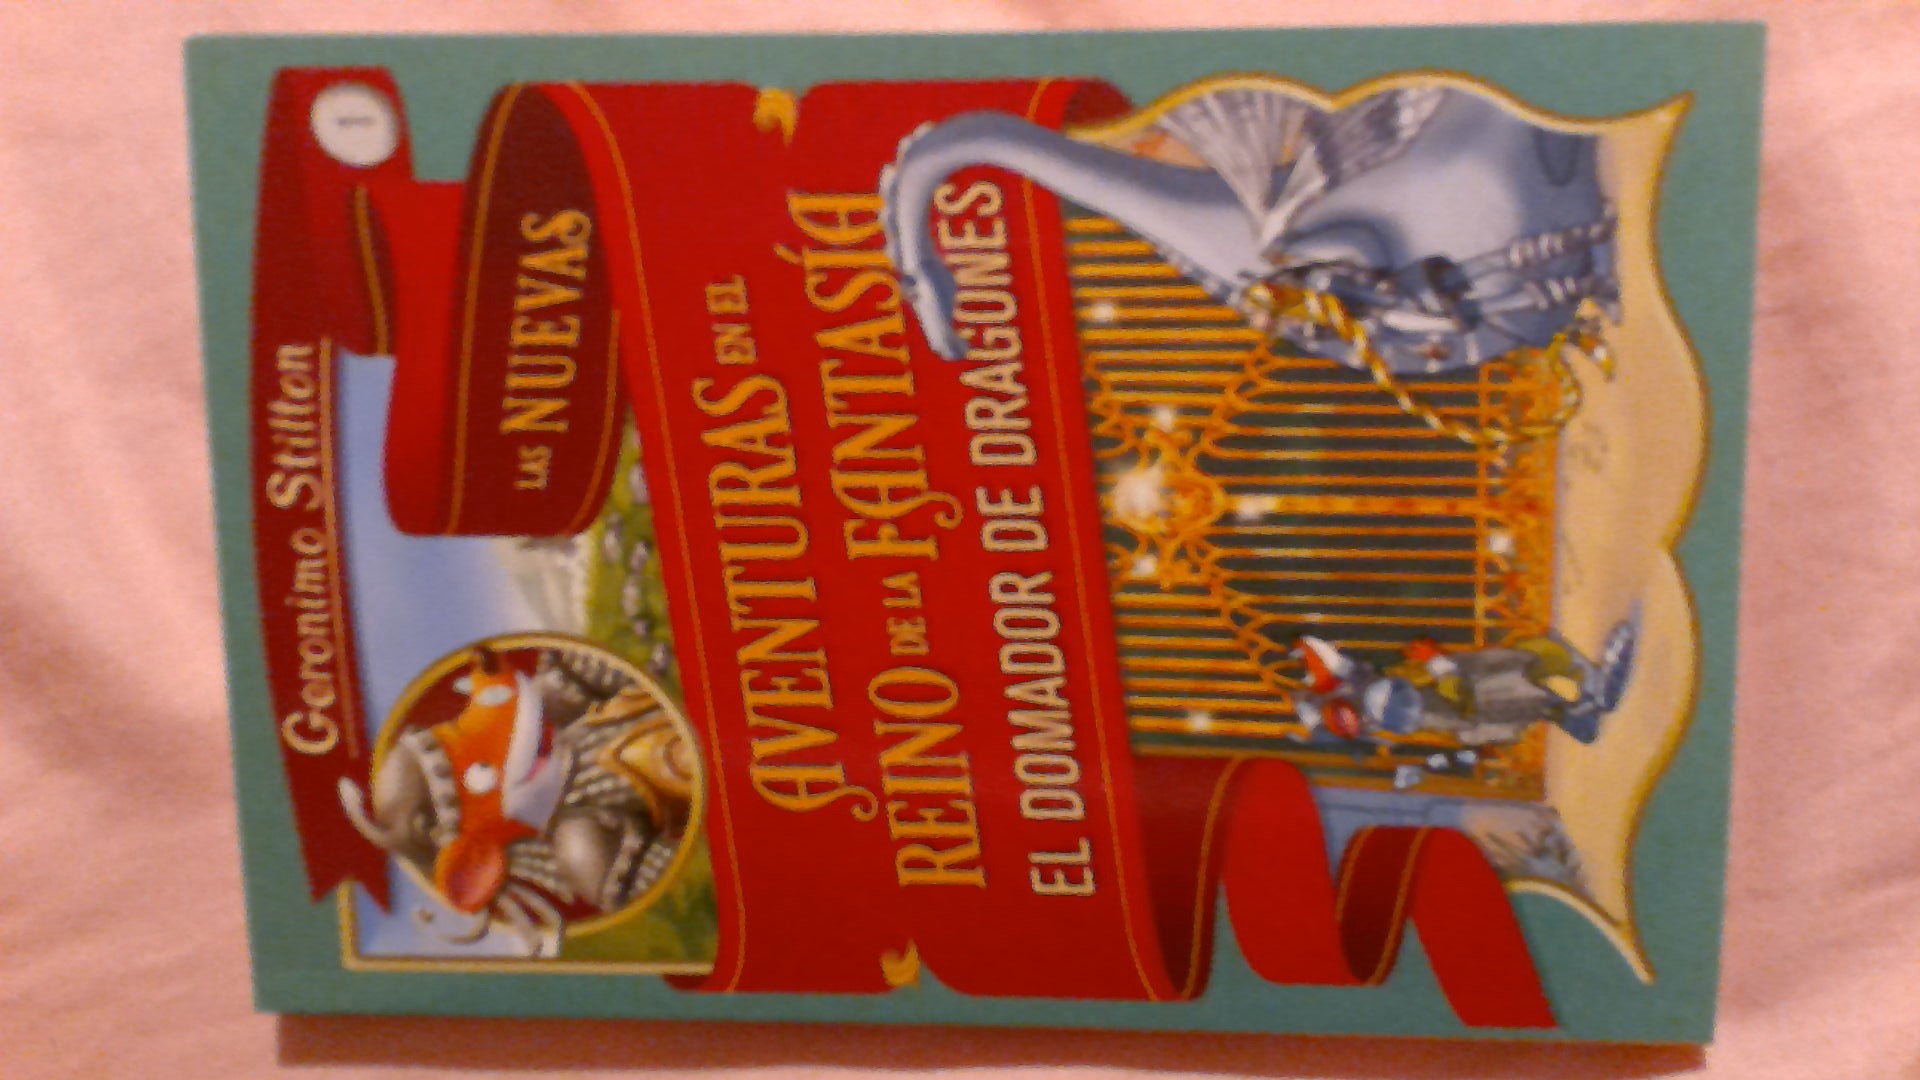 Geronimo Stilton
1
LAS NUEVAS
AVENTURAS EN EL
REINO DE LA FANTASÍA
EL DOMADOR DE DRAGONES